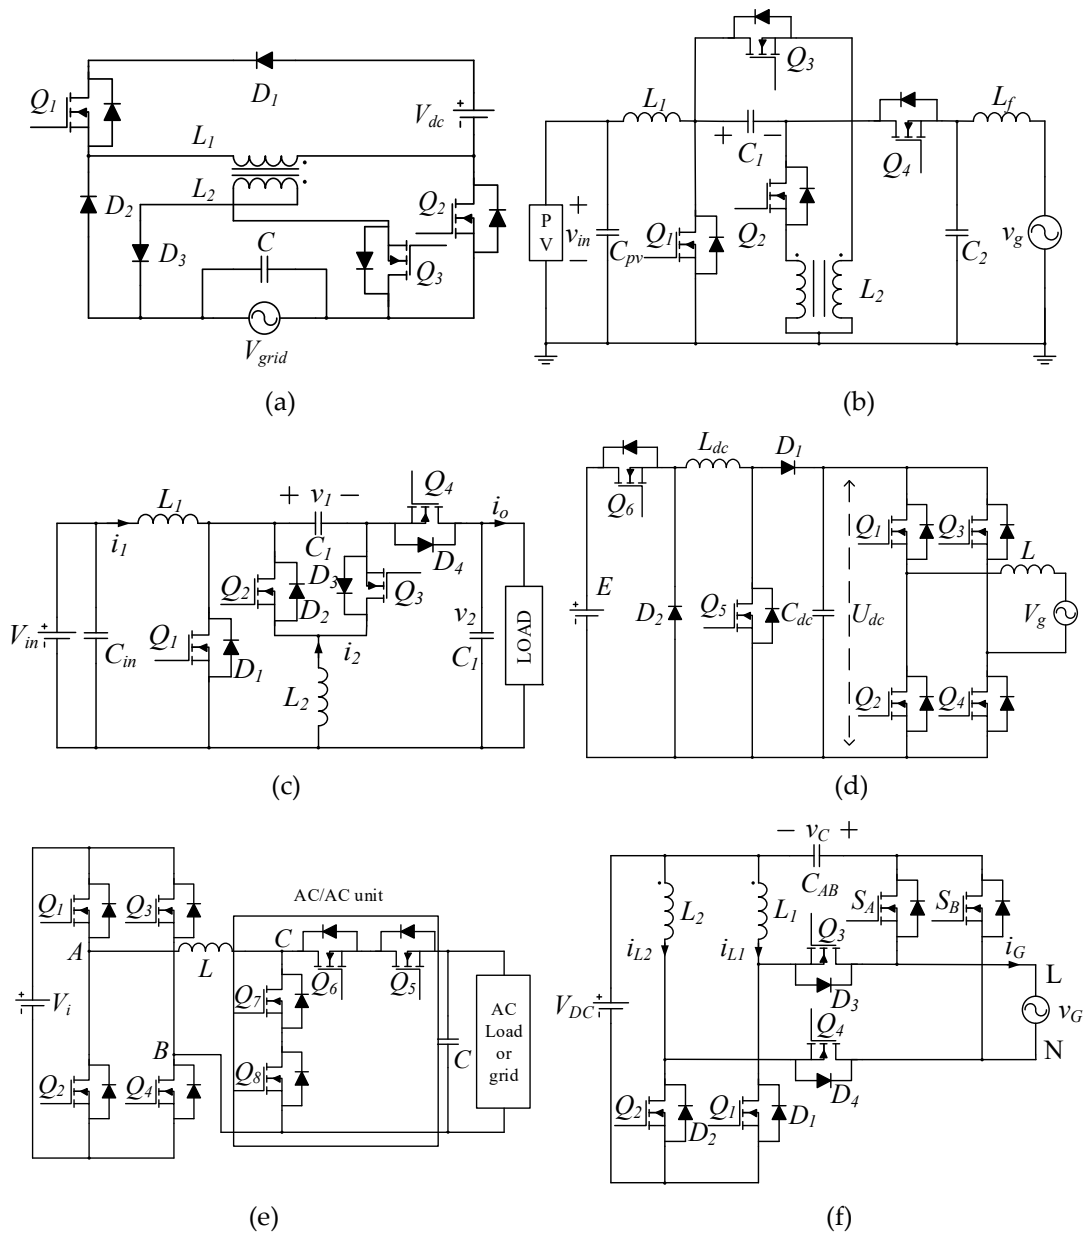 Q1
D1
Vdc
L1
L2
D2
D3
C
Q2
Q3
Vgrid
(a)
Q3
L1
+ −
C1
Q4
Lf
P
V
+
vin
−
Cpv
Q1
Q2
L2
C2
vg
(b)
+ v1 −
Q4
io
L1
i1
C1
D4
Q2
D3
D2
Q3
Vin
Cin
Q1
D1
i2
L2
v2
C1
LOAD
(c)
Ldc
D1
Q6
Q1
Q3
L
E
D2
Q5
Cdc
Udc
Vg
Q2
Q4
(d)
AC/AC unit
Q1
Q3
A
L
C
Q6
Q5
Q7
Vi
B
Q2
Q4
Q8
C
AC
Load
or
grid
(e)
− vC +
CAB
SA
SB
L2
L1
Q3
iL2
iL1
iG
L
D3
VDC
Q4
vG
N
D4
Q2
D2
Q1
D1
(f)